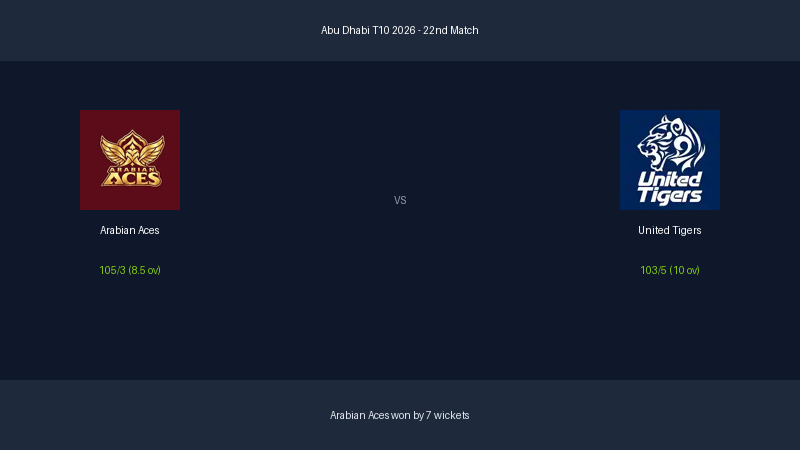 Abu Dhabi T10 2026 - 22nd Match
ARABIAN
ACES
United
Tigers
VS
Arabian Aces
United Tigers
105/3 (8.5 ov)
103/5 (10 ov)
Arabian Aces won by 7 wickets